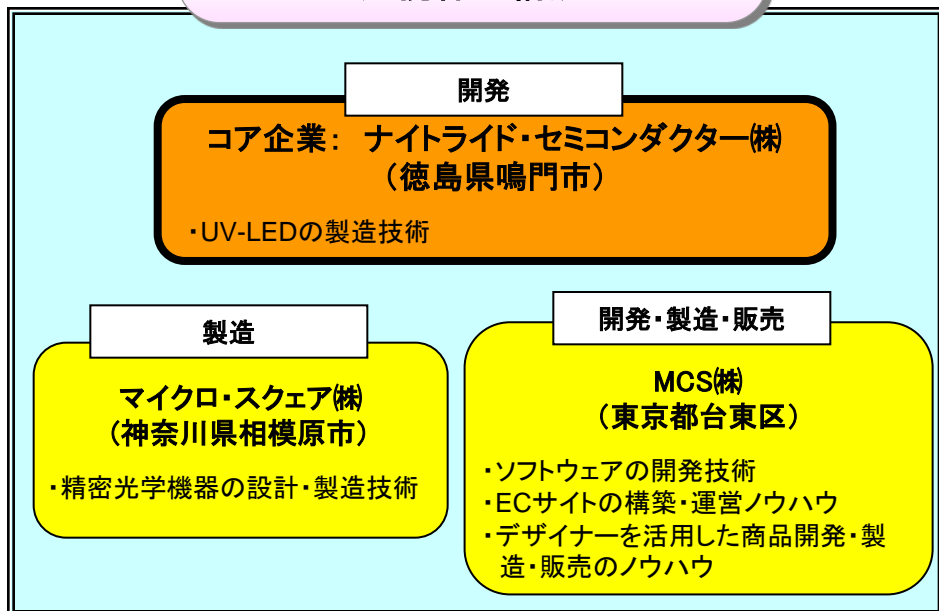 開発
コア企業: ナイトライド・セミコンダクター㈱
(徳島県鳴門市)
・UV-LEDの製造技術
製造
マイクロ・スクェア㈱
(神奈川県相模原市)
・精密光学機器の設計・製造技術
開発・製造・販売
MCS㈱
(東京都台東区)
・ソフトウェアの開発技術
・ECサイトの構築・運営ノウハウ
・デザイナーを活用した商品開発・製
造・販売のノウハウ